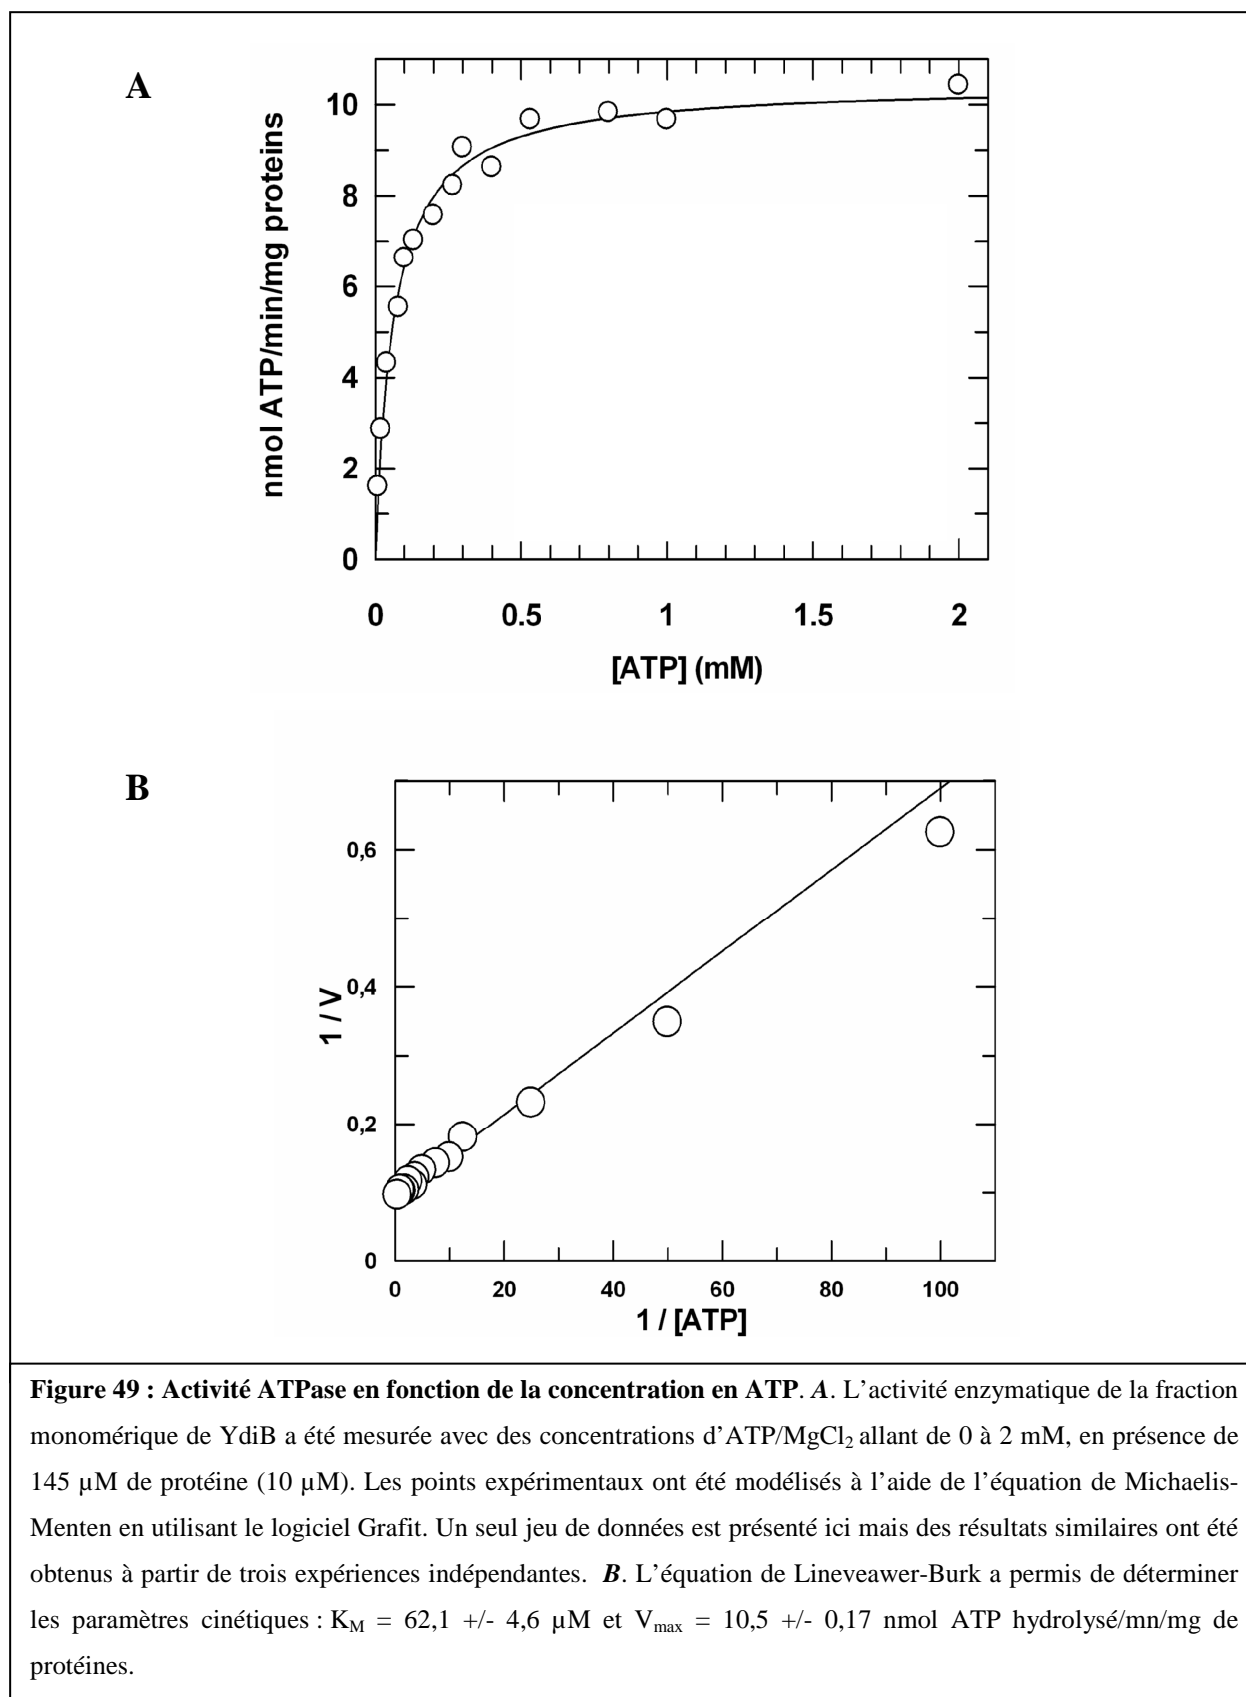 A
nmol ATP/min/mg proteins
10
8
6
4
2
0
0 0.5 1 1.5 2
[ATP] (mM)
B
1 / V
0,6
0,4
0,2
0
0 20 40 60 80 100
1 / [ATP]
Figure 49 : Activité ATPase en fonction de la concentration en ATP. A. L’activité enzymatique de la fraction
monomérique de YdiB a été mesurée avec des concentrations d’ATP/MgCl₂ allant de 0 à 2 mM, en présence de
145 µM de protéine (10 µM). Les points expérimentaux ont été modélisés à l’aide de l’équation de Michaelis-
Menten en utilisant le logiciel Grafit. Un seul jeu de données est présenté ici mais des résultats similaires ont été
obtenus à partir de trois expériences indépendantes. B. L’équation de Lineveawer-Burk a permis de déterminer
les paramètres cinétiques : K_M = 62,1 +/- 4,6 µM et V_max = 10,5 +/- 0,17 nmol ATP hydrolysé/mn/mg de
protéines.